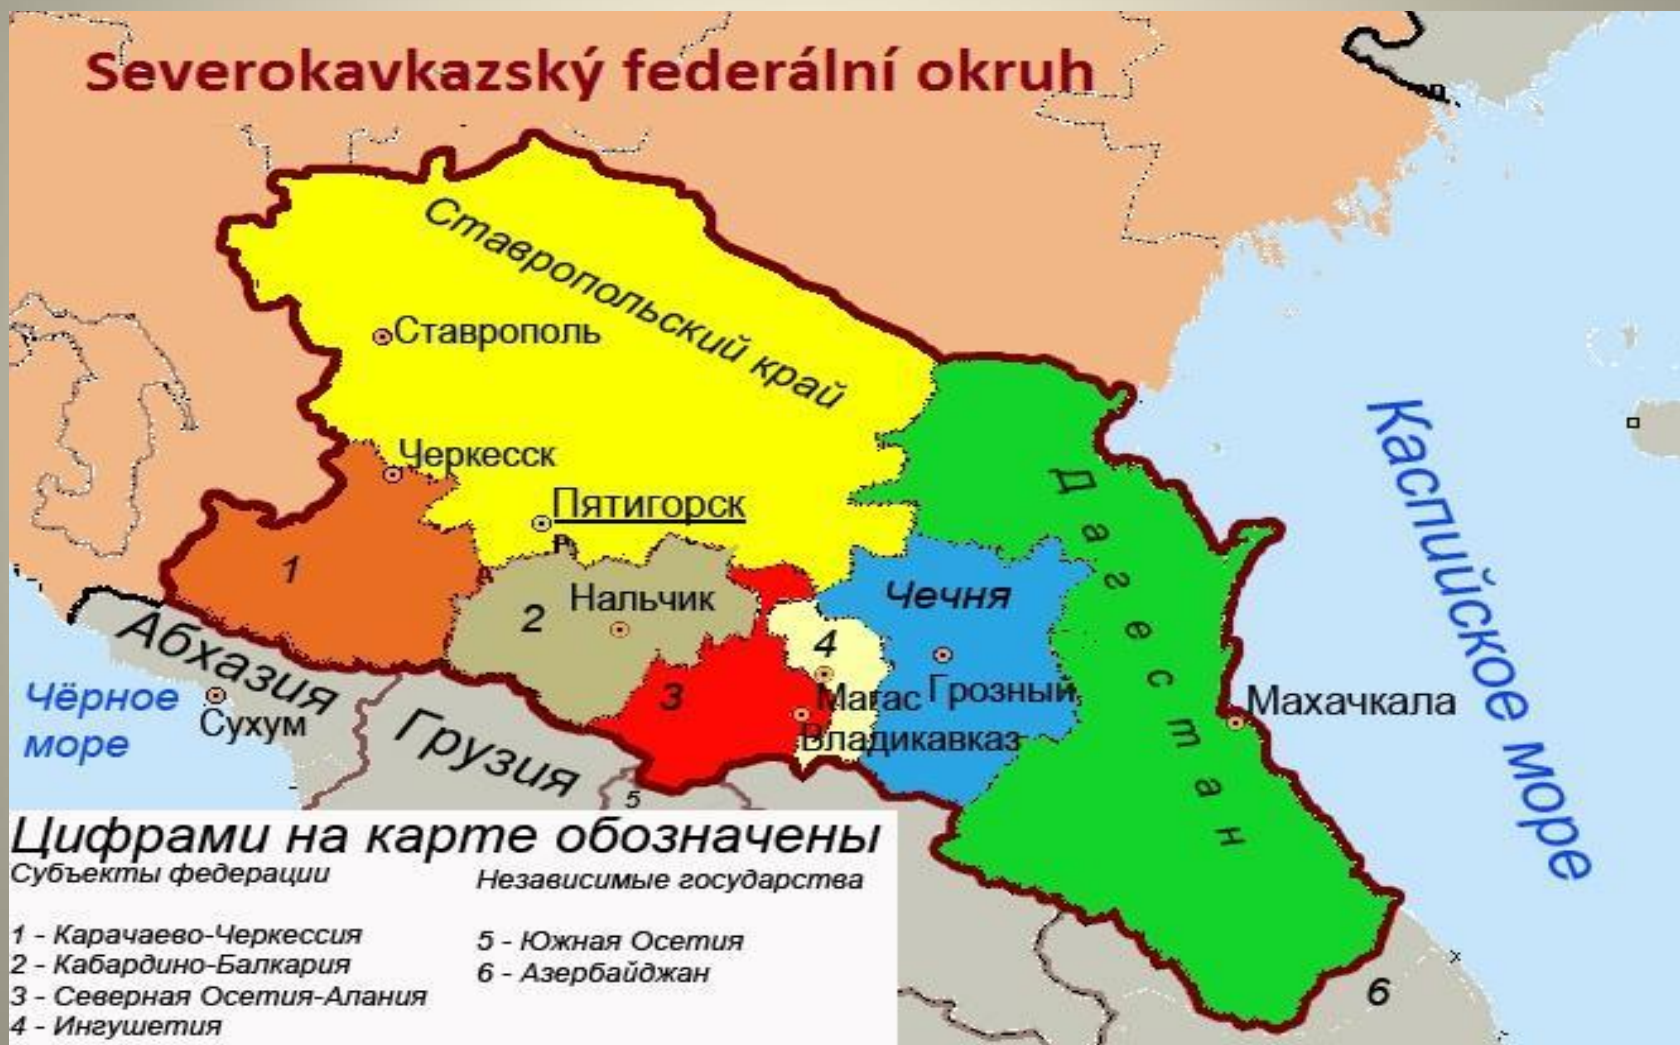 Severokavkazský federální okruh
Ставропольский край
Ставрополь
Черкесск
Пятигорск
1
2
Нальчик
3
4
Магас
Владикавказ
Чечня
Грозный
Дагестан
Махачкала
Каспийское море
Абхазия
Сухум
Чёрное
море
Грузия
5
6
Цифрами на карте обозначены
Субъекты федерации
1 - Карачаево-Черкессия
2 - Кабардино-Балкария
3 - Северная Осетия-Алания
4 - Ингушетия
Независимые государства
5 - Южная Осетия
6 - Азербайджан